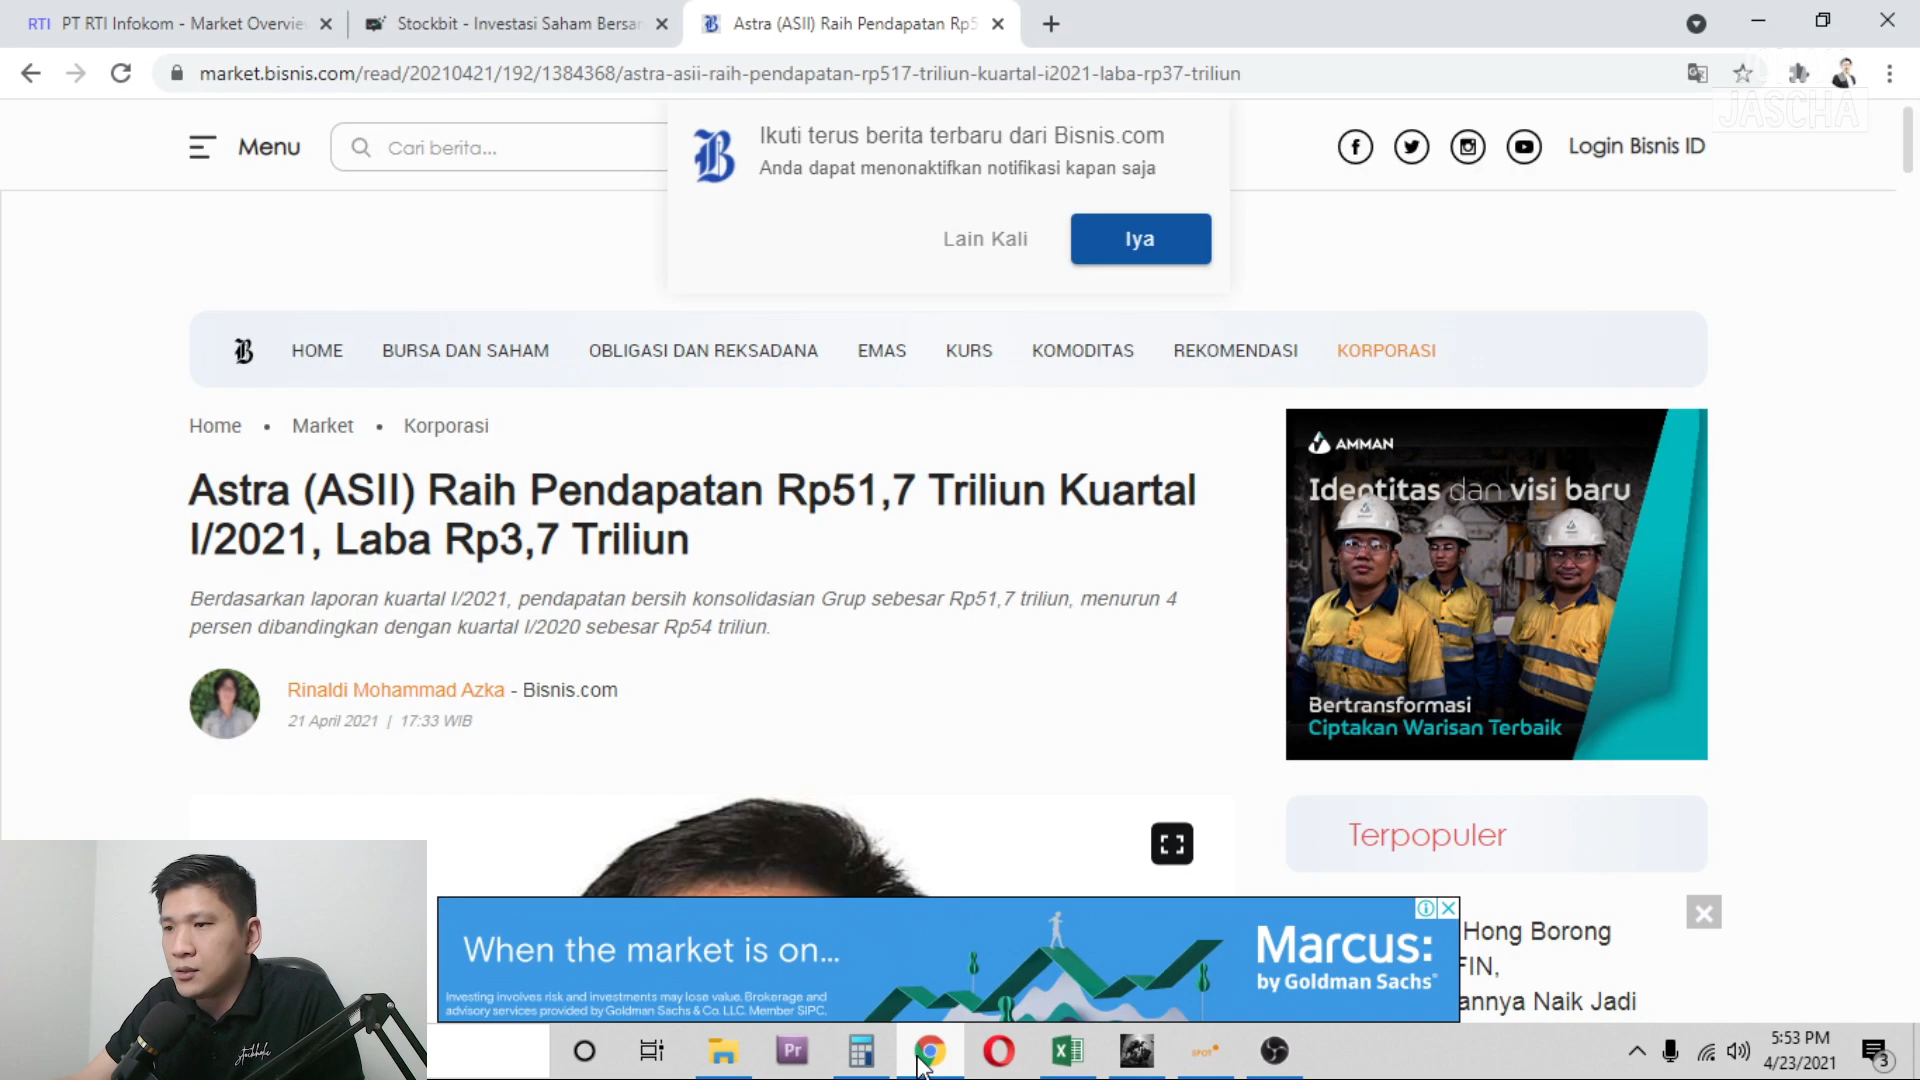 RTI PT RTI Infokom - Market Overvie
Stockbit - Investasi Saham Bersam
Astra (ASII) Raih Pendapatan Rp5
market.bisnis.com/read/20210421/192/1384368/astra-asii-raih-pendapatan-rp517-triliun-kuartal-i2021-laba-rp37-triliun
JASCHA
Menu
Cari berita...
Ikuti terus berita terbaru dari Bisnis.com
Anda dapat menonaktifkan notifikasi kapan saja
Lain Kali
Iya
Login Bisnis ID
HOME BURSA DAN SAHAM OBLIGASI DAN REKSADANA EMAS KURS KOMODITAS REKOMENDASI KORPORASI
Home • Market • Korporasi
Astra (ASII) Raih Pendapatan Rp51,7 Triliun Kuartal
I/2021, Laba Rp3,7 Triliun
Berdasarkan laporan kuartal I/2021, pendapatan bersih konsolidasian Grup sebesar Rp51,7 triliun, menurun 4
persen dibandingkan dengan kuartal I/2020 sebesar Rp54 triliun.
Rinaldi Mohammad Azka - Bisnis.com
21 April 2021 | 17:33 WIB
AMMAN
Identitas dan visi baru
Bertransformasi
Ciptakan Warisan Terbaik
Terpopuler
Hong Borong
FIN,
annya Naik Jadi
When the market is on...
Investing involves risk and investments may lose value. Brokerage and
advisory services provided by Goldman Sachs & Co. LLC. Member SIPC.
Marcus:
by Goldman Sachs®
Pr
SPOT
5:53 PM
4/23/2021
3